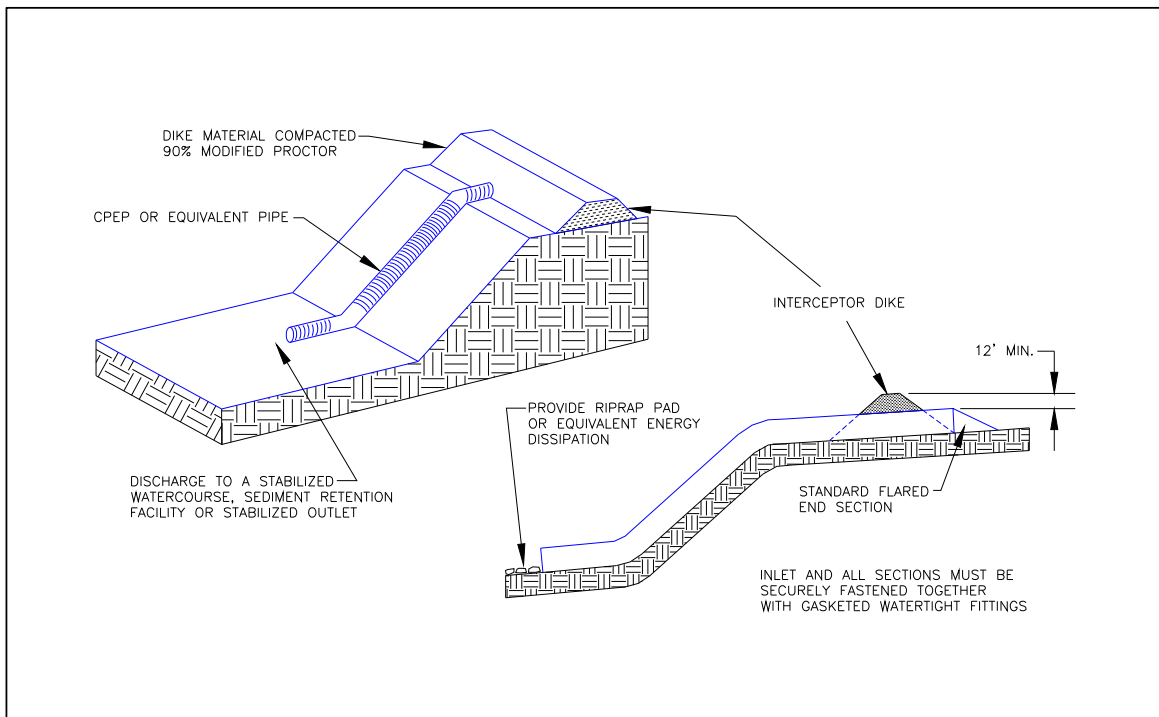 DIKE MATERIAL COMPACTED
90% MODIFIED PROCTOR
CPEP OR EQUIVALENT PIPE
INTERCEPTOR DIKE
12' MIN.
PROVIDE RIPRAP PAD
OR EQUIVALENT ENERGY
DISSIPATION
DISCHARGE TO A STABILIZED
WATERCOURSE, SEDIMENT RETENTION
FACILITY OR STABILIZED OUTLET
STANDARD FLARED
END SECTION
INLET AND ALL SECTIONS MUST BE
SECURELY FASTENED TOGETHER
WITH GASKETED WATERTIGHT FITTINGS